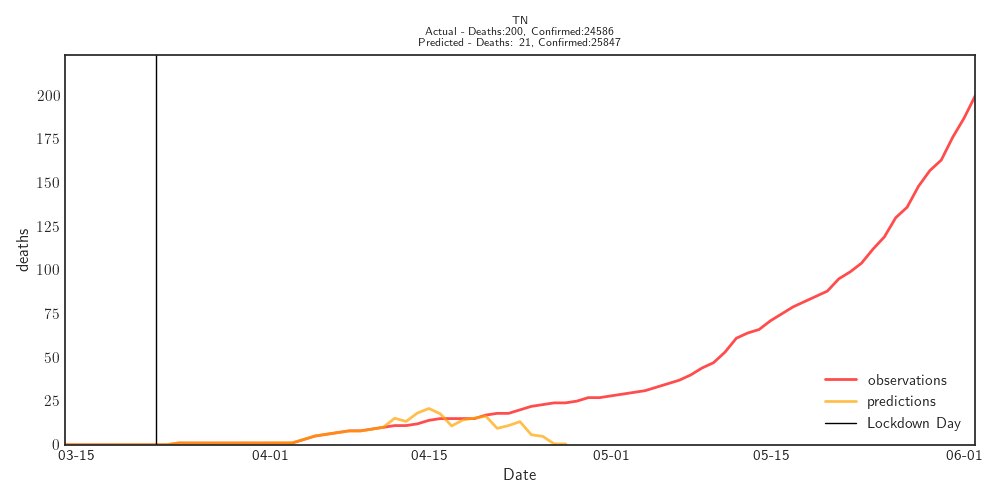 TN
Actual - Deaths:200, Confirmed:24586
Predicted - Deaths: 21, Confirmed:25847
200
175
150
125
100
75
50
25
0
deaths
observations
predictions
Lockdown Day
03-15 04-01 04-15 05-01 05-15 06-01
Date